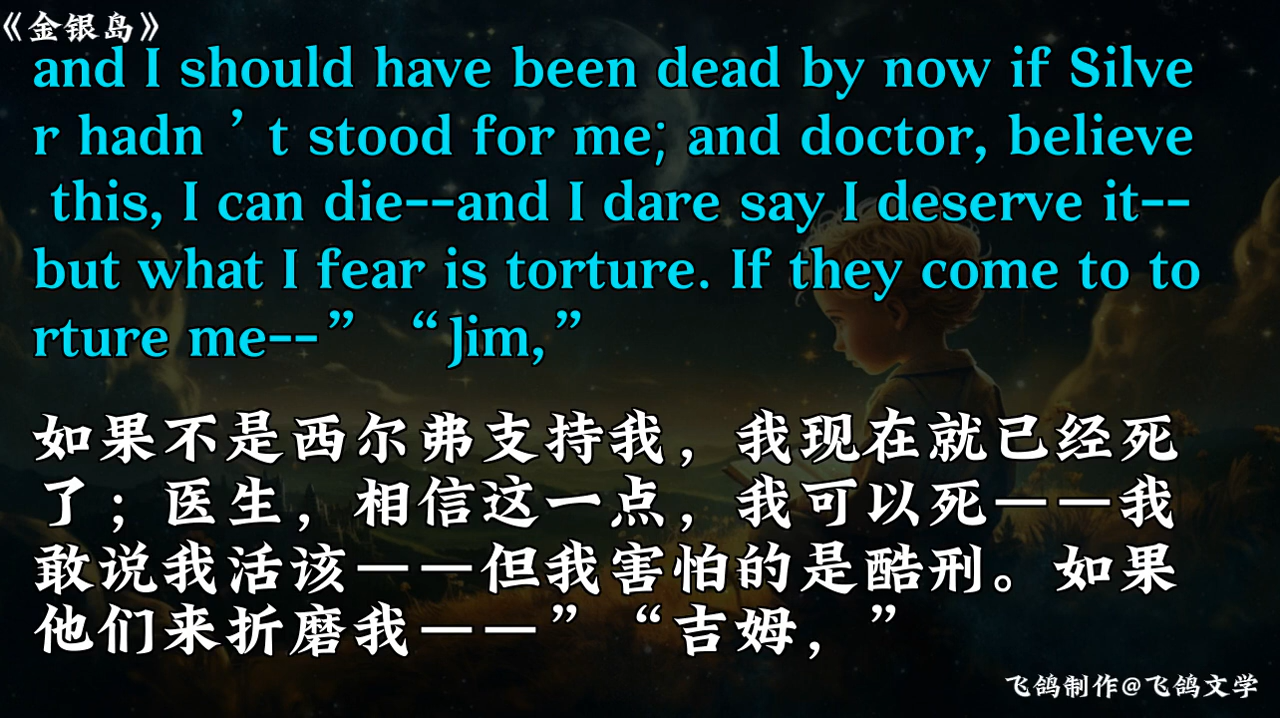 《金银岛》
and I should have been dead by now if Silve
r hadn’t stood for me; and doctor, believe
this, I can die--and I dare say I deserve it--
but what I fear is torture. If they come to to
rture me--” “Jim,”
如果不是西尔弗支持我，我现在就已经死
了；医生，相信这一点，我可以死——我
敢说我活该——但我害怕的是酷刑。如果
他们来折磨我——”“吉姆，”
飞鸽制作@飞鸽文学